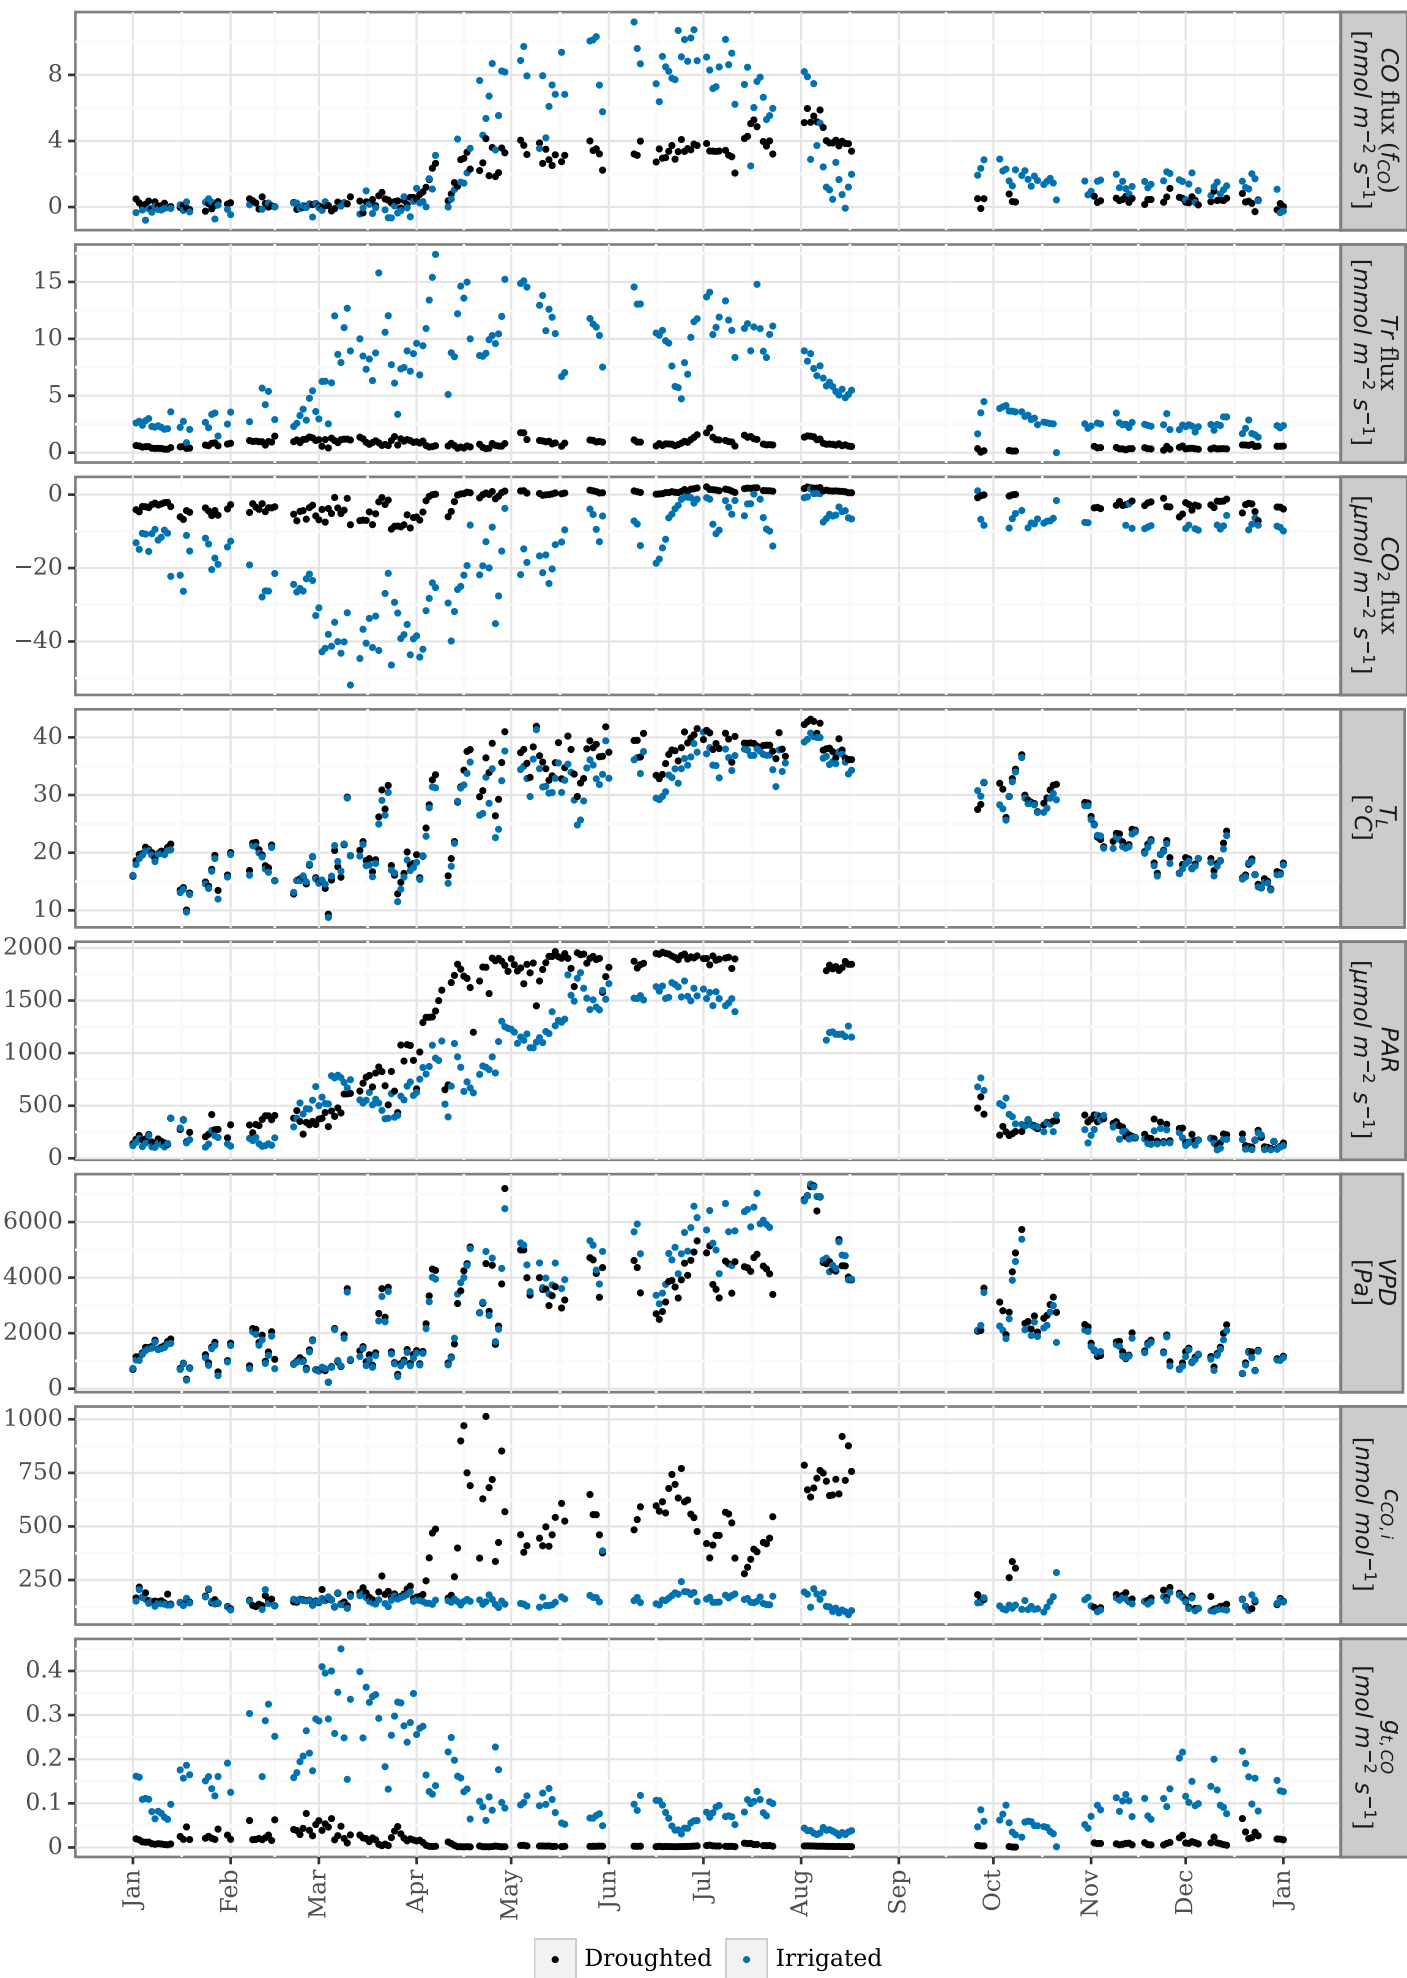 8
4
0
CO flux (f_CO)
[nmol m⁻² s⁻¹]
15
10
5
0
Tr flux
[mmol m⁻² s⁻¹]
0
−20
−40
CO₂ flux
[μmol m⁻² s⁻¹]
40
30
20
10
T_L
[°C]
2000
1500
1000
500
0
PAR
[μmol m⁻² s⁻¹]
6000
4000
2000
0
VPD
[Pa]
1000
750
500
250
c_CO,i
[nmol mol⁻¹]
0.4
0.3
0.2
0.1
0
g_t,CO
[mol m⁻² s⁻¹]
Jan Feb Mar Apr May Jun Jul Aug Sep Oct Nov Dec Jan
Droughted Irrigated